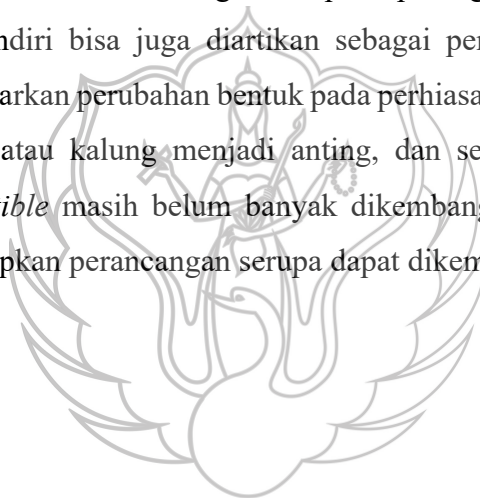 ndiri bisa juga diartikan sebagai per
arkan perubahan bentuk pada perhiasa
atau kalung menjadi anting, dan se
ible masih belum banyak dikembang
pkan perancangan serupa dapat dikem